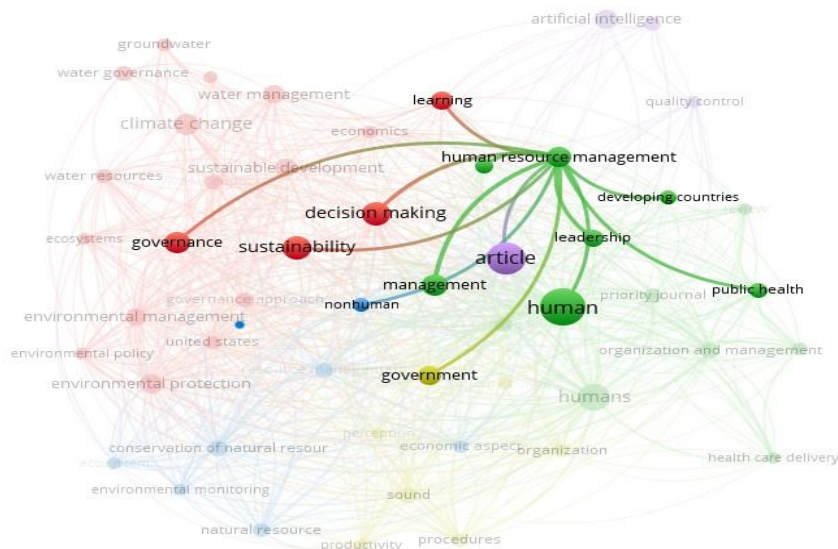 artificial intelligence
groundwater
water governance
water management
learning
quality control
climate change
economics
human resource management
water resources
sustainable development
developing countries
renew
decision making
ecosystems
governance
sustainability
leadership
article
management
public health
governance approach
nonhuman
priority journal
environmental management
human
united states
environmental policy
organization and management
government
environmental protection
humans
perception
conservation of natural resour
economic aspect
organization
ecosystem
health care delivery
environmental monitoring
sound
natural resource
productivity
procedures